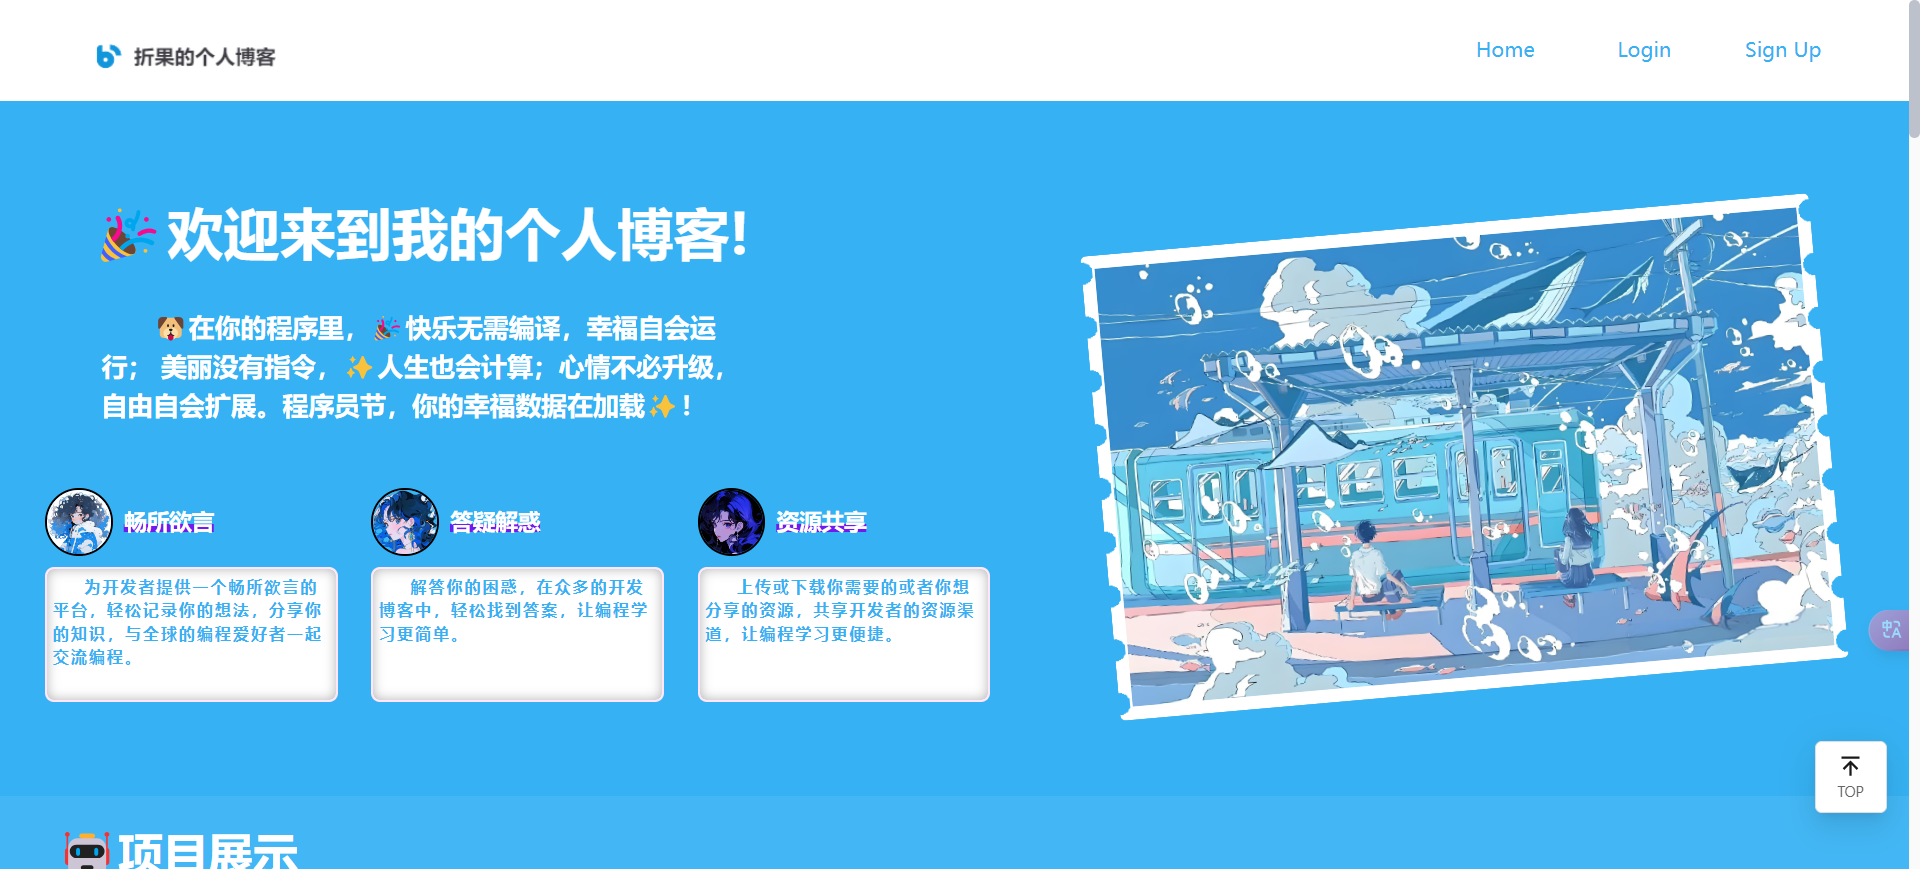 折果的个人博客
Home Login Sign Up
🎉欢迎来到我的个人博客!
🐶在你的程序里，🎉快乐无需编译，幸福自会运
行； 美丽没有指令，✨人生也会计算；心情不必升级，
自由自会扩展。程序员节，你的幸福数据在加载✨！
畅所欲言
答疑解惑
资源共享
为开发者提供一个畅所欲言的
平台，轻松记录你的想法，分享你
的知识，与全球的编程爱好者一起
交流编程。
解答你的困惑，在众多的开发
博客中，轻松找到答案，让编程学
习更简单。
上传或下载你需要的或者你想
分享的资源，共享开发者的资源渠
道，让编程学习更便捷。
中A
TOP
🤖项目展示